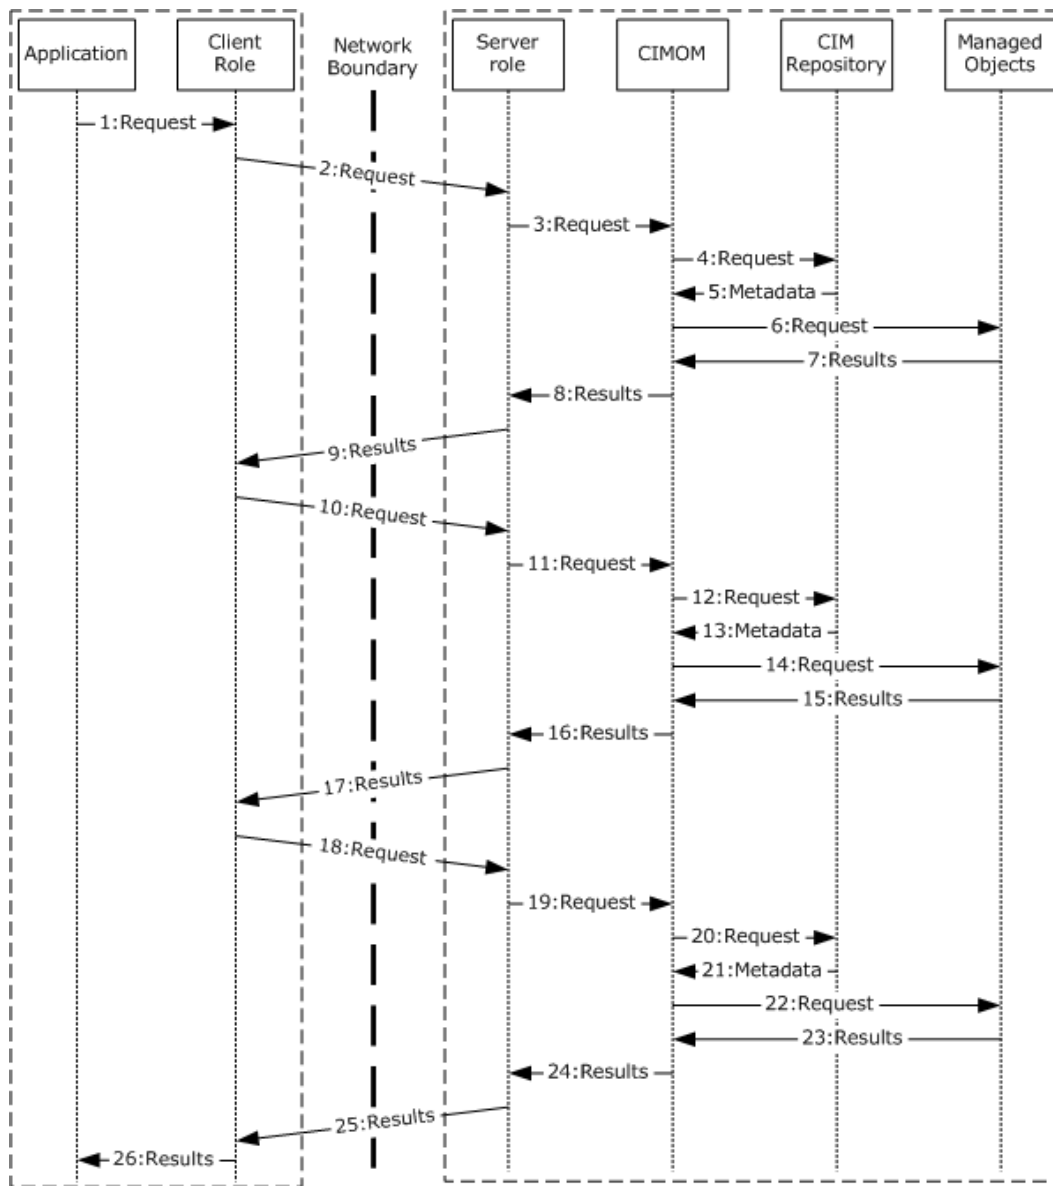 Application
Client
Role
Network
Boundary
Server
role
CIMOM
CIM
Repository
Managed
Objects
1:Request
2:Request
3:Request
4:Request
5:Metadata
6:Request
7:Results
8:Results
9:Results
10:Request
11:Request
12:Request
13:Metadata
14:Request
15:Results
16:Results
17:Results
18:Request
19:Request
20:Request
21:Metadata
22:Request
23:Results
24:Results
25:Results
26:Results